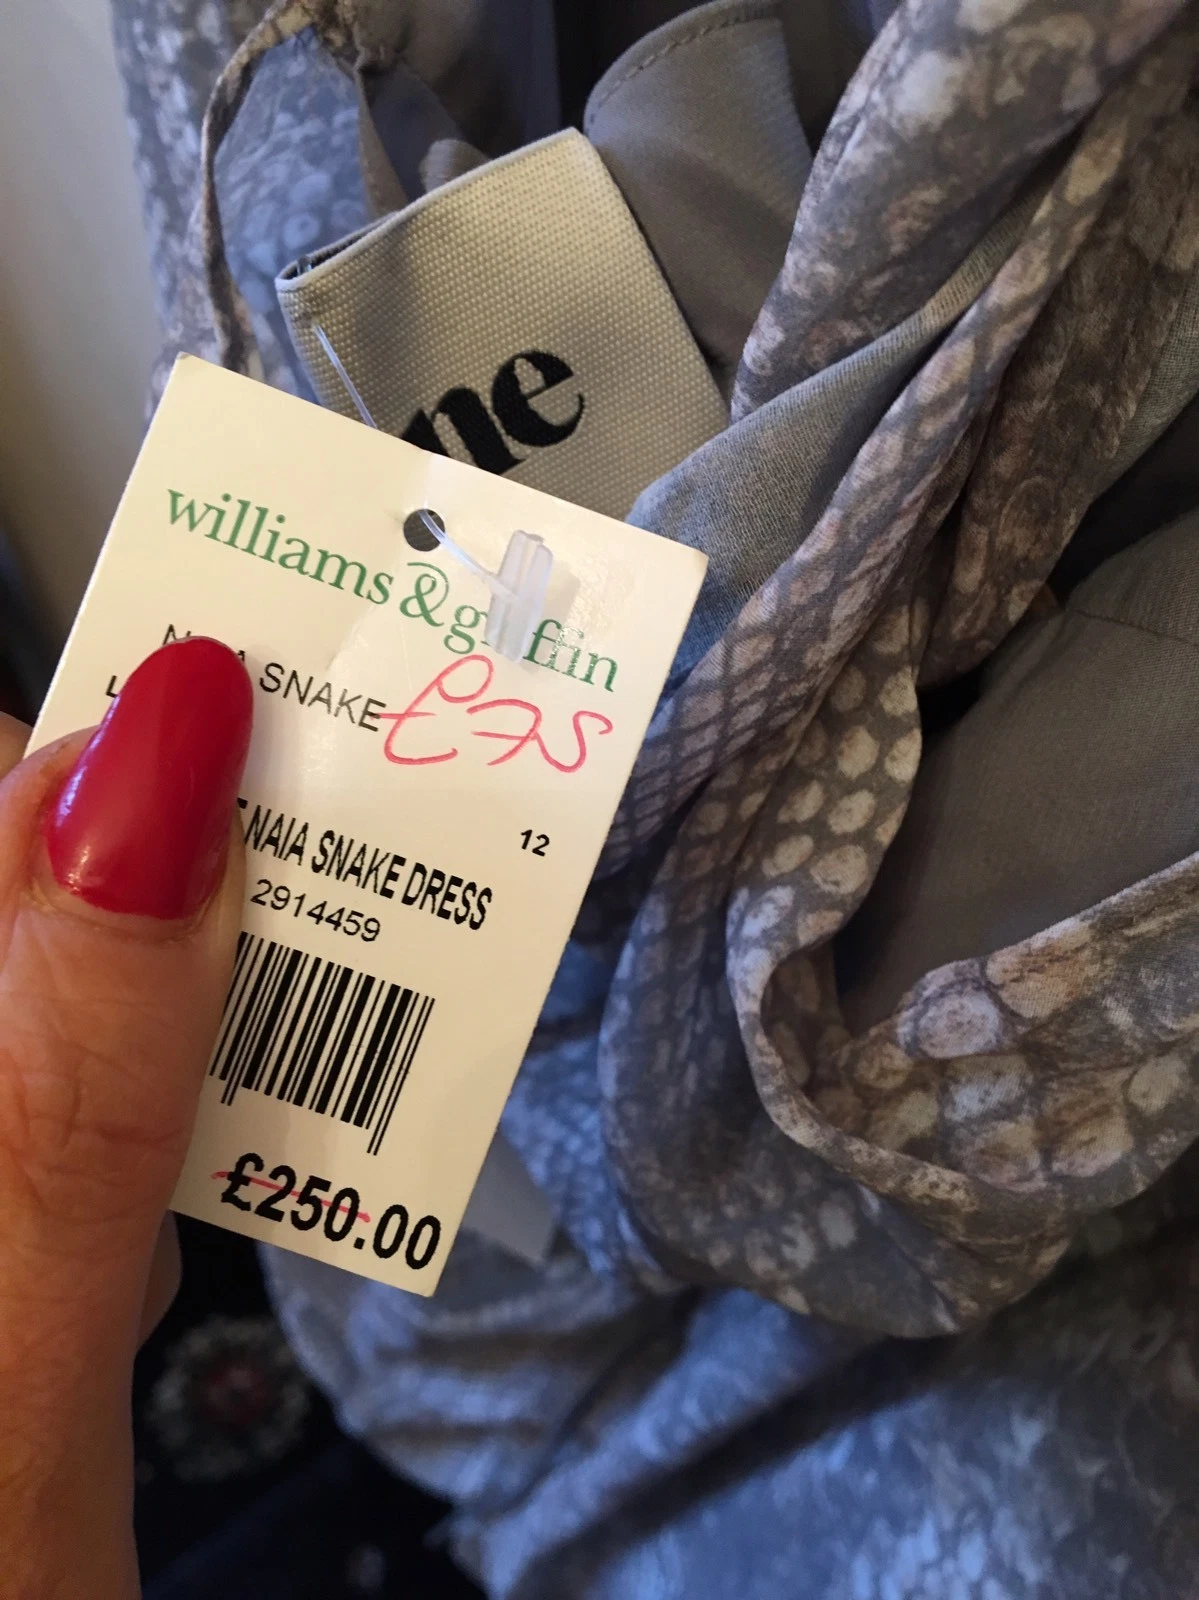 ne
williams & griffin
SNAKE £75
12
NAIA SNAKE DRESS
2914459
£250.00